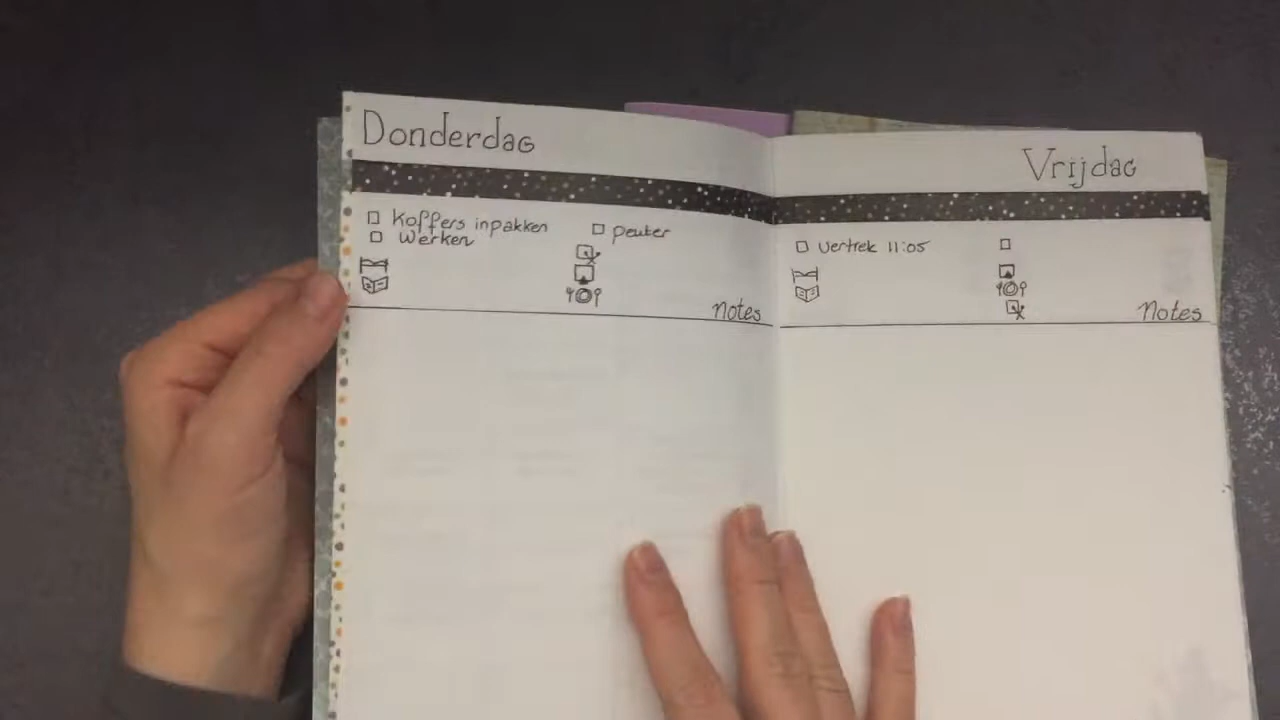 Donderdag
Koffers inpakken
Werken
peuter
notes
Vrijdag
vertrek 11:05
Notes